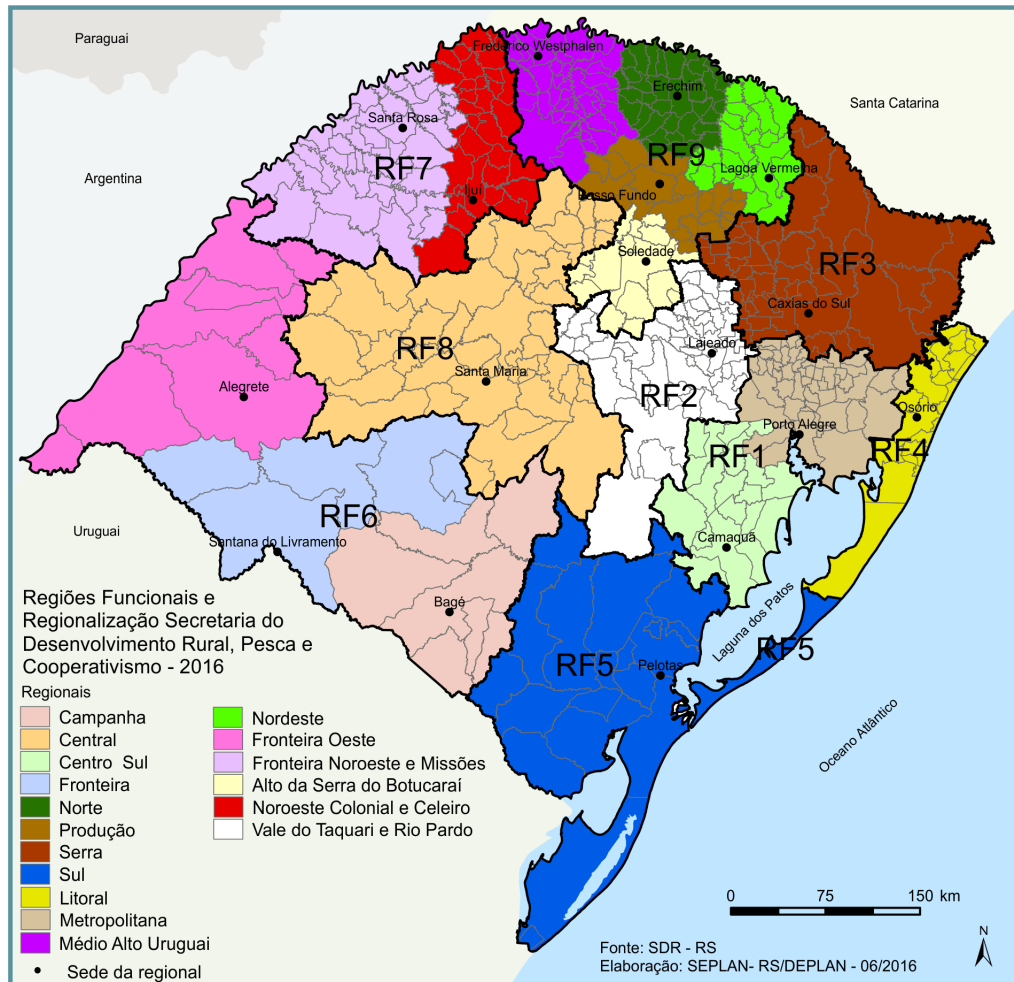 Paraguai
Frederico Westphalen
Erechim
Santa Catarina
Santa Rosa
RF7
RF9
Lagoa Vermelha
Argentina
Ijuí
Passo Fundo
Soledade
RF3
Caxias do Sul
RF8
Lajeado
Santa Maria
Alegrete
RF2
Osório
Porto Alegre
RF1
RF4
RF6
Uruguai
Santana do Livramento
Camaquã
Bagé
Laguna dos Patos
RF5
RF5
Pelotas
Oceano Atlântico
Regiões Funcionais e
Regionalização Secretaria do
Desenvolvimento Rural, Pesca e
Cooperativismo - 2016
Regionais
Campanha
Central
Centro Sul
Fronteira
Norte
Produção
Serra
Sul
Litoral
Metropolitana
Médio Alto Uruguai
Sede da regional
Nordeste
Fronteira Oeste
Fronteira Noroeste e Missões
Alto da Serra do Botucaraí
Noroeste Colonial e Celeiro
Vale do Taquari e Rio Pardo
0 75 150 km
N
Fonte: SDR - RS
Elaboração: SEPLAN- RS/DEPLAN - 06/2016